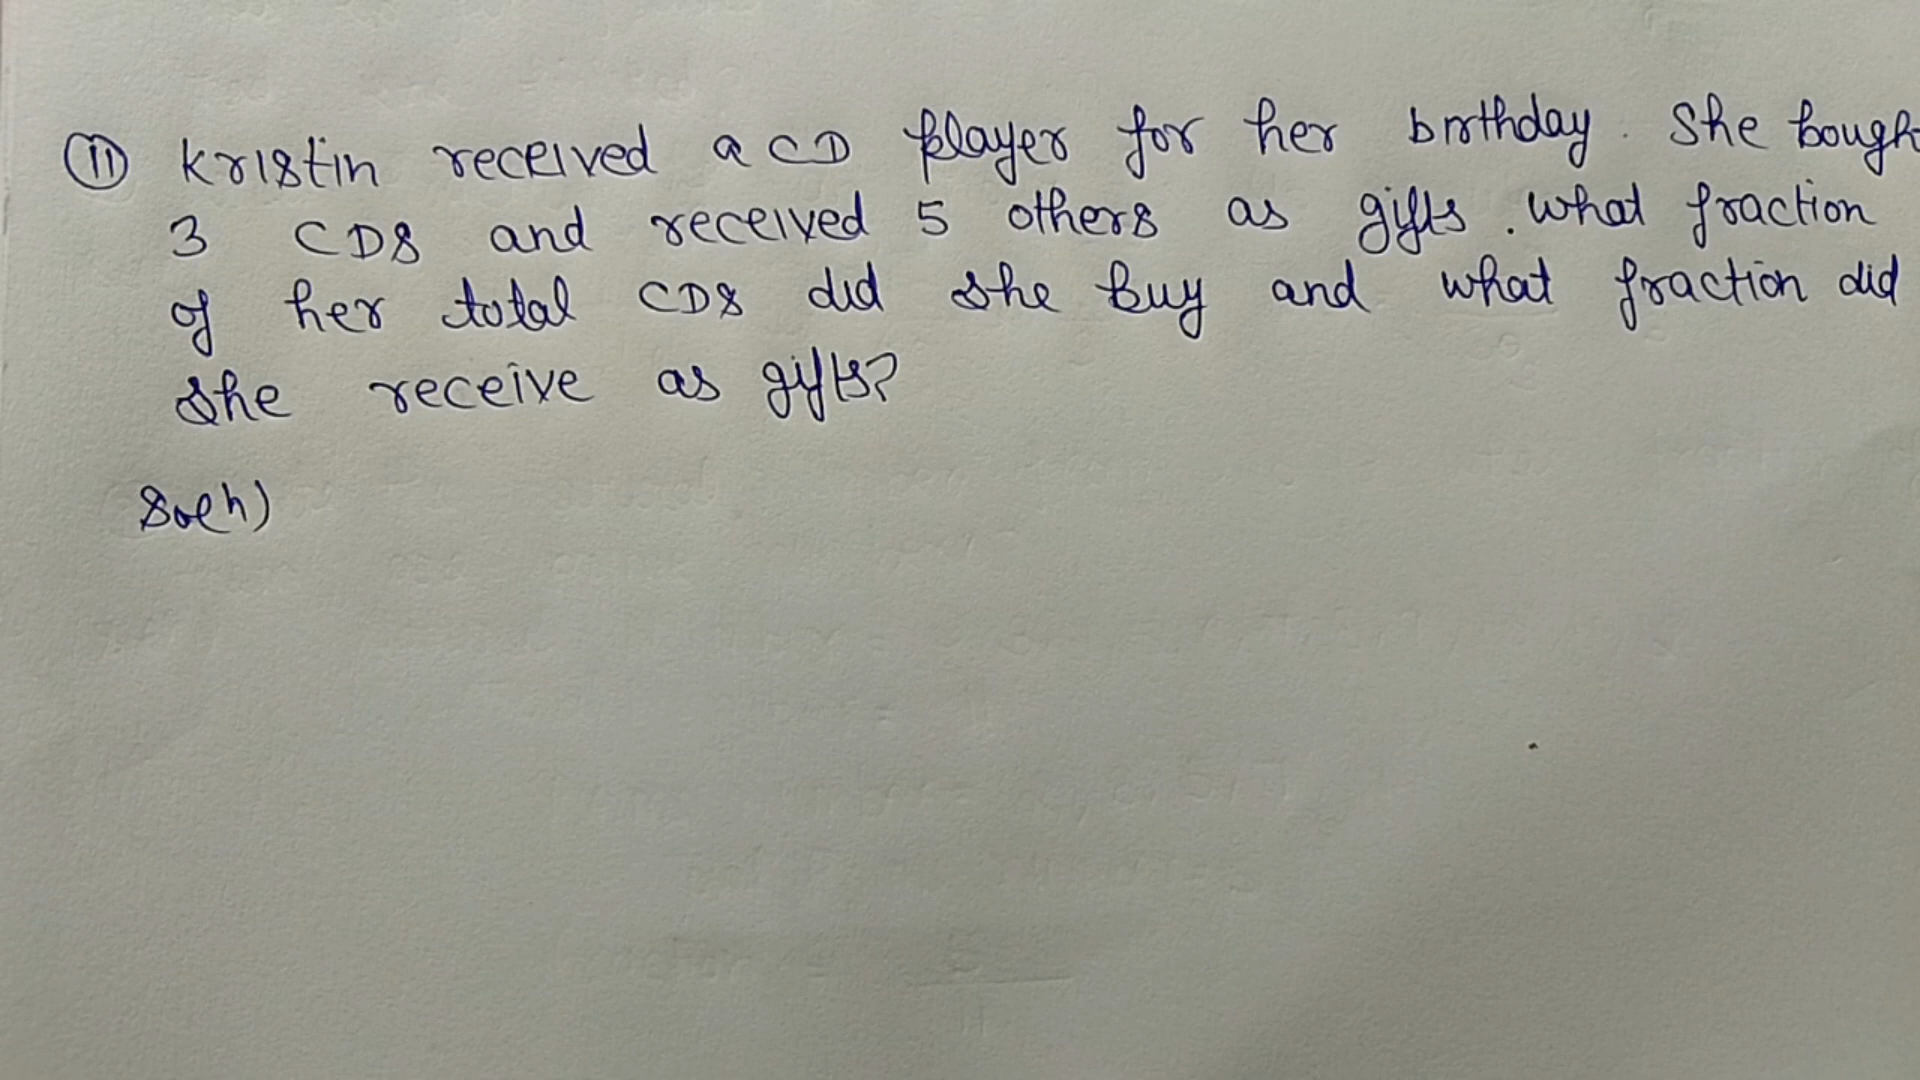 11 Kristin received a CD player for her birthday. She bough
3 CDS and received 5 others as gifts. what fraction
of her total CDS did she buy and what fraction did
she receive as gifts?
Soln)